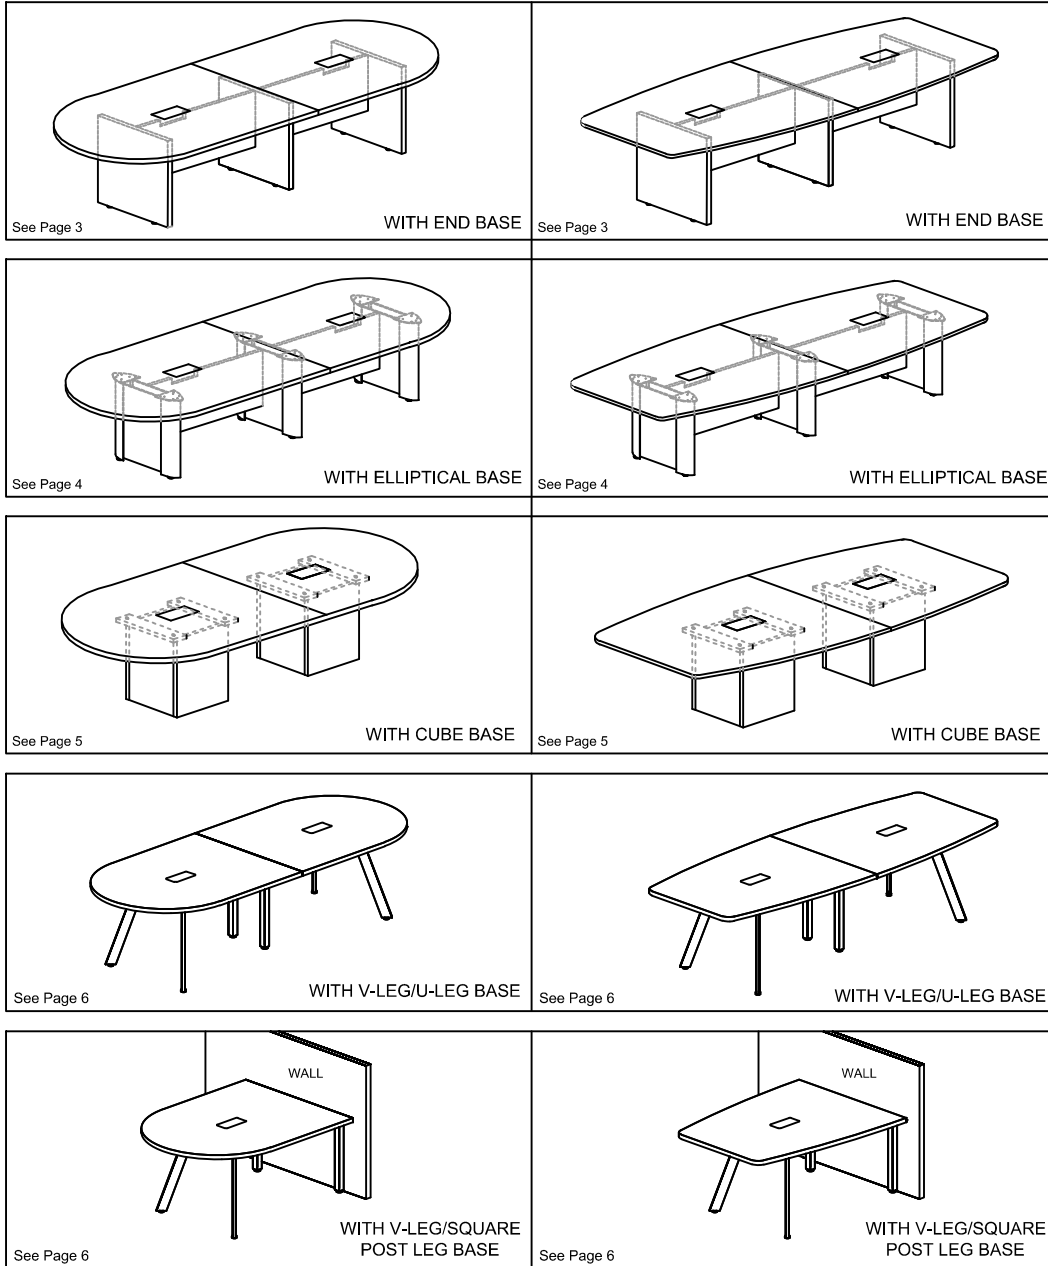 See Page 3
WITH END BASE
See Page 3
WITH END BASE
See Page 4
WITH ELLIPTICAL BASE
See Page 4
WITH ELLIPTICAL BASE
See Page 5
WITH CUBE BASE
See Page 5
WITH CUBE BASE
See Page 6
WITH V-LEG/U-LEG BASE
See Page 6
WITH V-LEG/U-LEG BASE
WALL
See Page 6
WITH V-LEG/SQUARE
POST LEG BASE
WALL
See Page 6
WITH V-LEG/SQUARE
POST LEG BASE